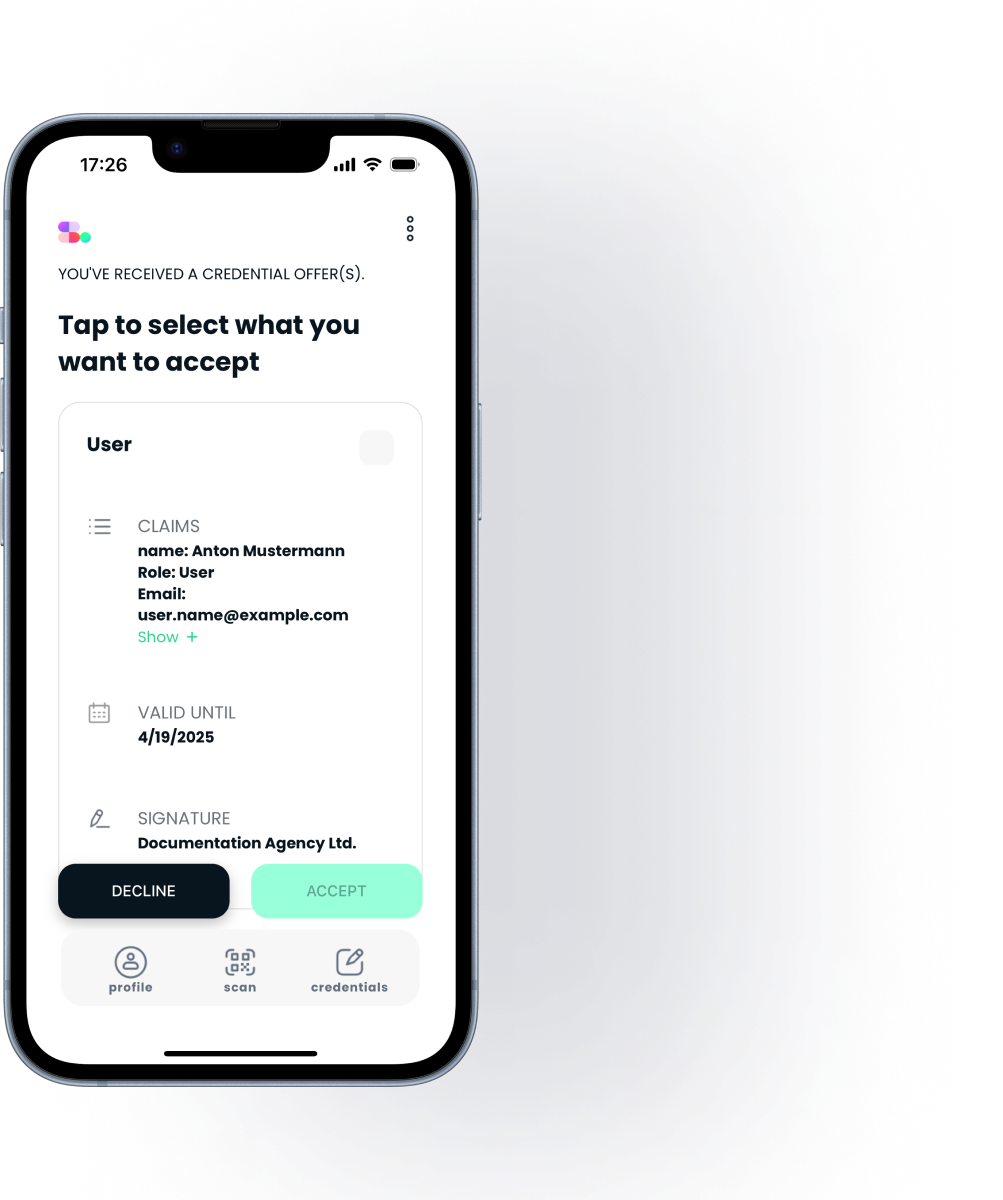 17:26
YOU'VE RECEIVED A CREDENTIAL OFFER(S).
Tap to select what you
want to accept
User
CLAIMS
name: Anton Mustermann
Role: User
Email:
user.name@example.com
Show +
VALID UNTIL
4/19/2025
SIGNATURE
Documentation Agency Ltd.
DECLINE
ACCEPT
profile
scan
credentials